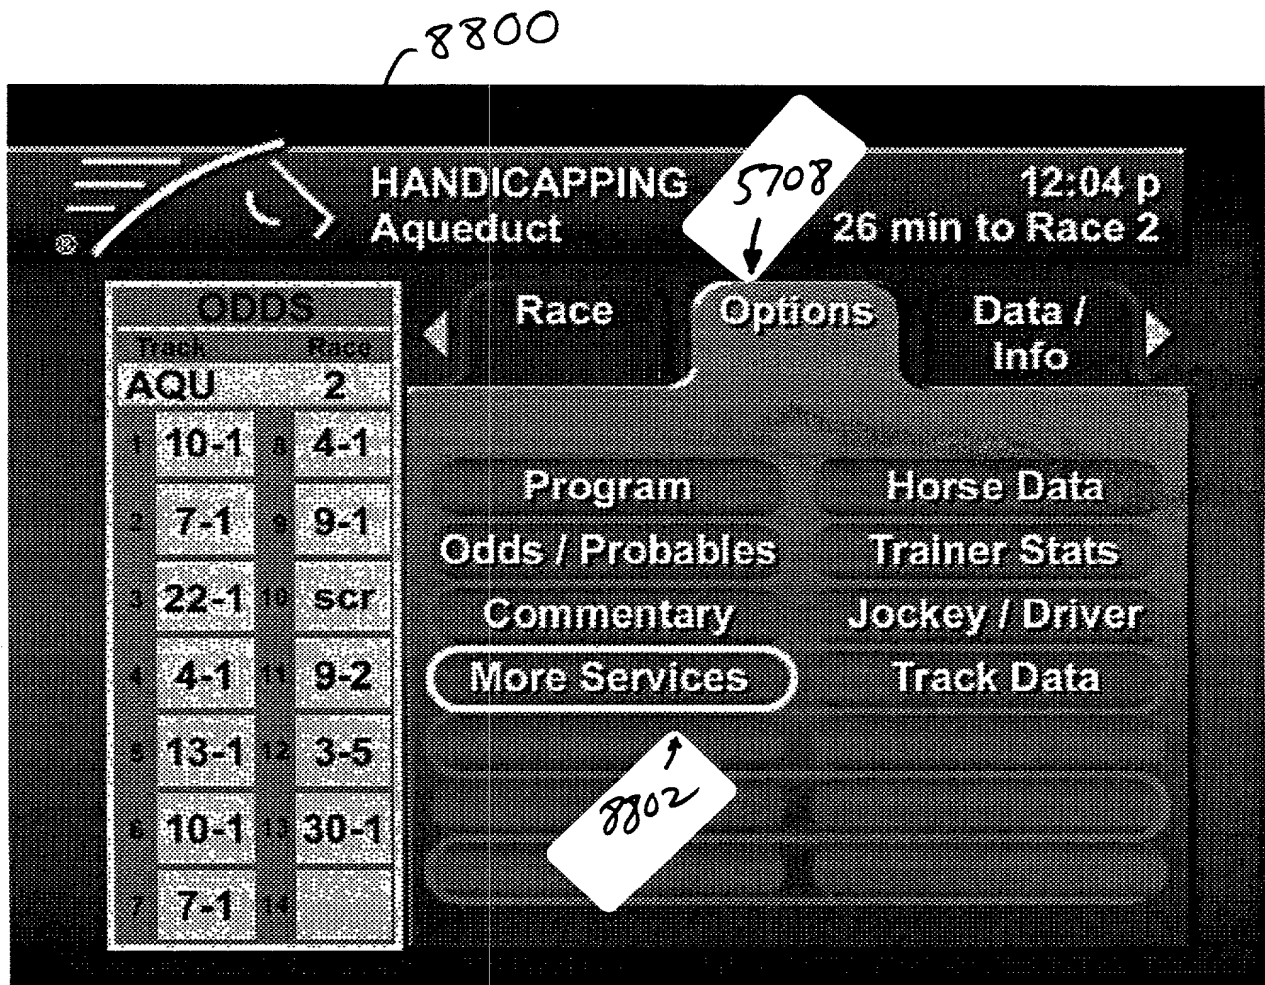 8800
HANDICAPPING
Aqueduct
5708
12:04 p
26 min to Race 2
®
ODDS
Track Race
AQU 2
1 10-1 8 4-1
2 7-1 9 9-1
3 22-1 10 scr
4 4-1 11 9-2
5 13-1 12 3-5
6 10-1 13 30-1
7 7-1 14
Race
Options
Data /
Info
Program
Horse Data
Odds / Probables
Trainer Stats
Commentary
Jockey / Driver
More Services
Track Data
8802